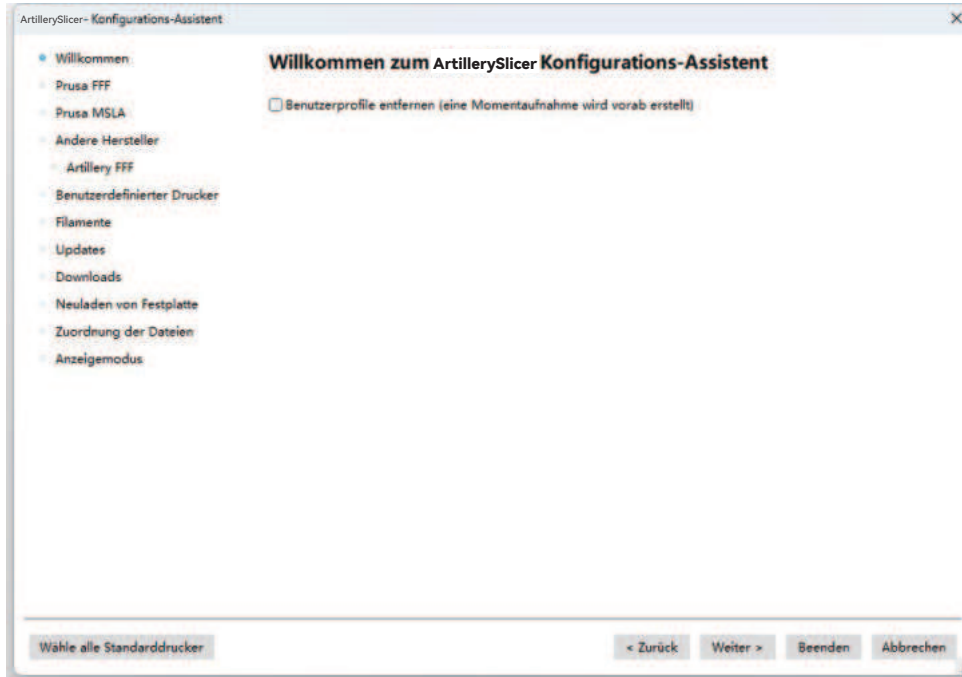 ArtillerySlicer- Konfigurations-Assistent
Willkommen
Prusa FFF
Prusa MSLA
Andere Hersteller
Artillery FFF
Benutzerdefinierter Drucker
Filamente
Updates
Downloads
Neuladen von Festplatte
Zuordnung der Dateien
Anzeigemodus
Willkommen zum ArtillerySlicer Konfigurations-Assistent
Benutzerprofile entfernen (eine Momentaufnahme wird vorab erstellt)
Wähle alle Standarddrucker
< Zurück
Weiter >
Beenden
Abbrechen